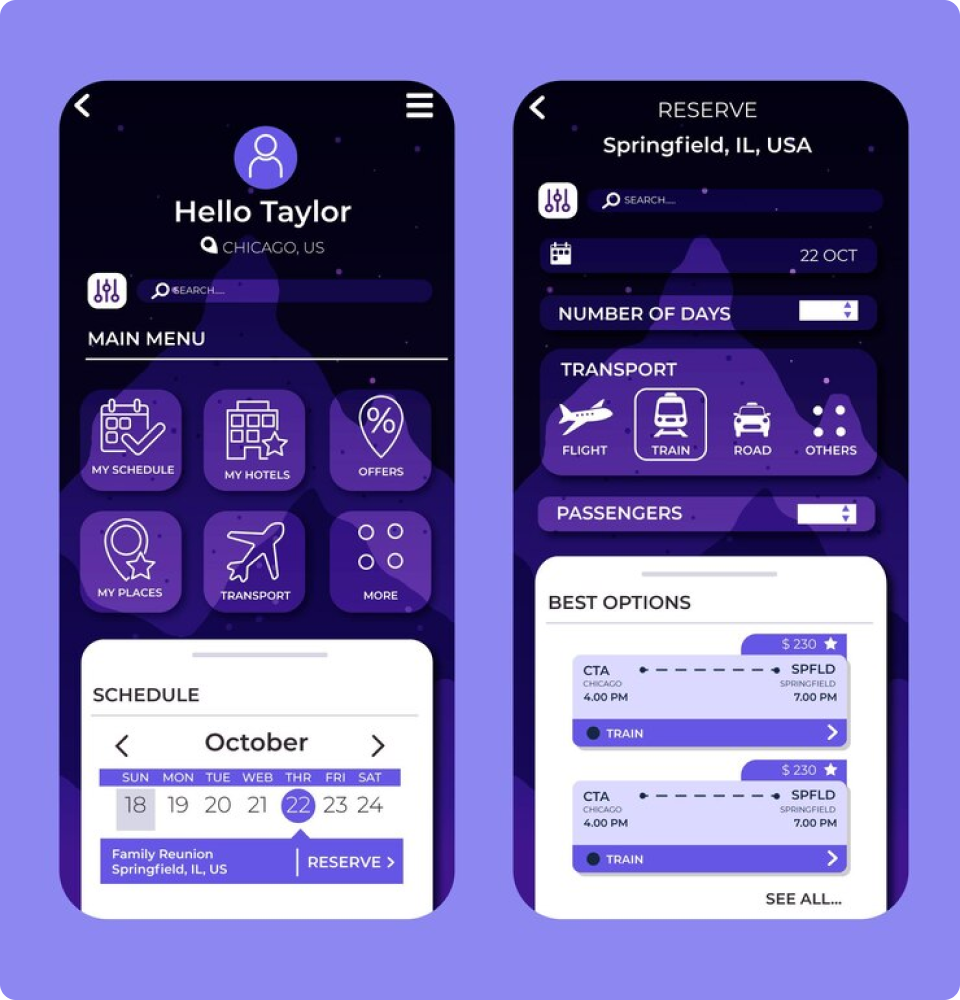 Hello Taylor
CHICAGO, US
SEARCH....
MAIN MENU
MY SCHEDULE
MY HOTELS
%
OFFERS
MY PLACES
TRANSPORT
MORE
SCHEDULE
October
SUN MON TUE WEB THR FRI SAT
18 19 20 21 22 23 24
Family Reunion
Springfield, IL, US
RESERVE >
RESERVE
Springfield, IL, USA
SEARCH....
22 OCT
NUMBER OF DAYS
TRANSPORT
FLIGHT
TRAIN
ROAD
OTHERS
PASSENGERS
BEST OPTIONS
$ 230
CTA
SPFLD
CHICAGO
SPRINGFIELD
4.00 PM
7.00 PM
TRAIN
$ 230
CTA
SPFLD
CHICAGO
SPRINGFIELD
4.00 PM
7.00 PM
TRAIN
SEE ALL...